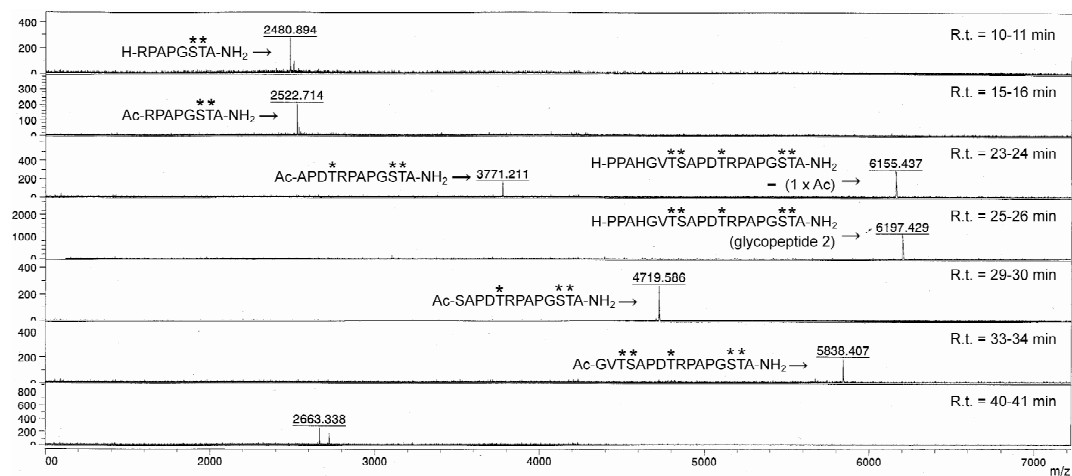 400
2480.894
R.t. = 10-11 min
**
H-RPAPGSTA-NH2 →
200
0
300
R.t. = 15-16 min
2522.714
200
**
Ac-RPAPGSTA-NH2 →
100
0
R.t. = 23-24 min
400
** * **
H-PPAHGVTSAPDTRPAPGSTA-NH2
6155.437
* **
Ac-APDTRPAPGSTA-NH2 →
3771.211
200
– (1 x Ac) →
0
R.t. = 25-26 min
2000
** * **
H-PPAHGVTSAPDTRPAPGSTA-NH2
6197.429
1000
(glycopeptide 2) →
400
R.t. = 29-30 min
4719.586
200
* **
Ac-SAPDTRPAPGSTA-NH2 →
0
400
R.t. = 33-34 min
5838.407
200
** * **
Ac-GVTSAPDTRPAPGSTA-NH2 →
0
800
R.t. = 40-41 min
600
400
2663.338
200
0
00
2000
3000
4000
5000
6000
7000
m/z